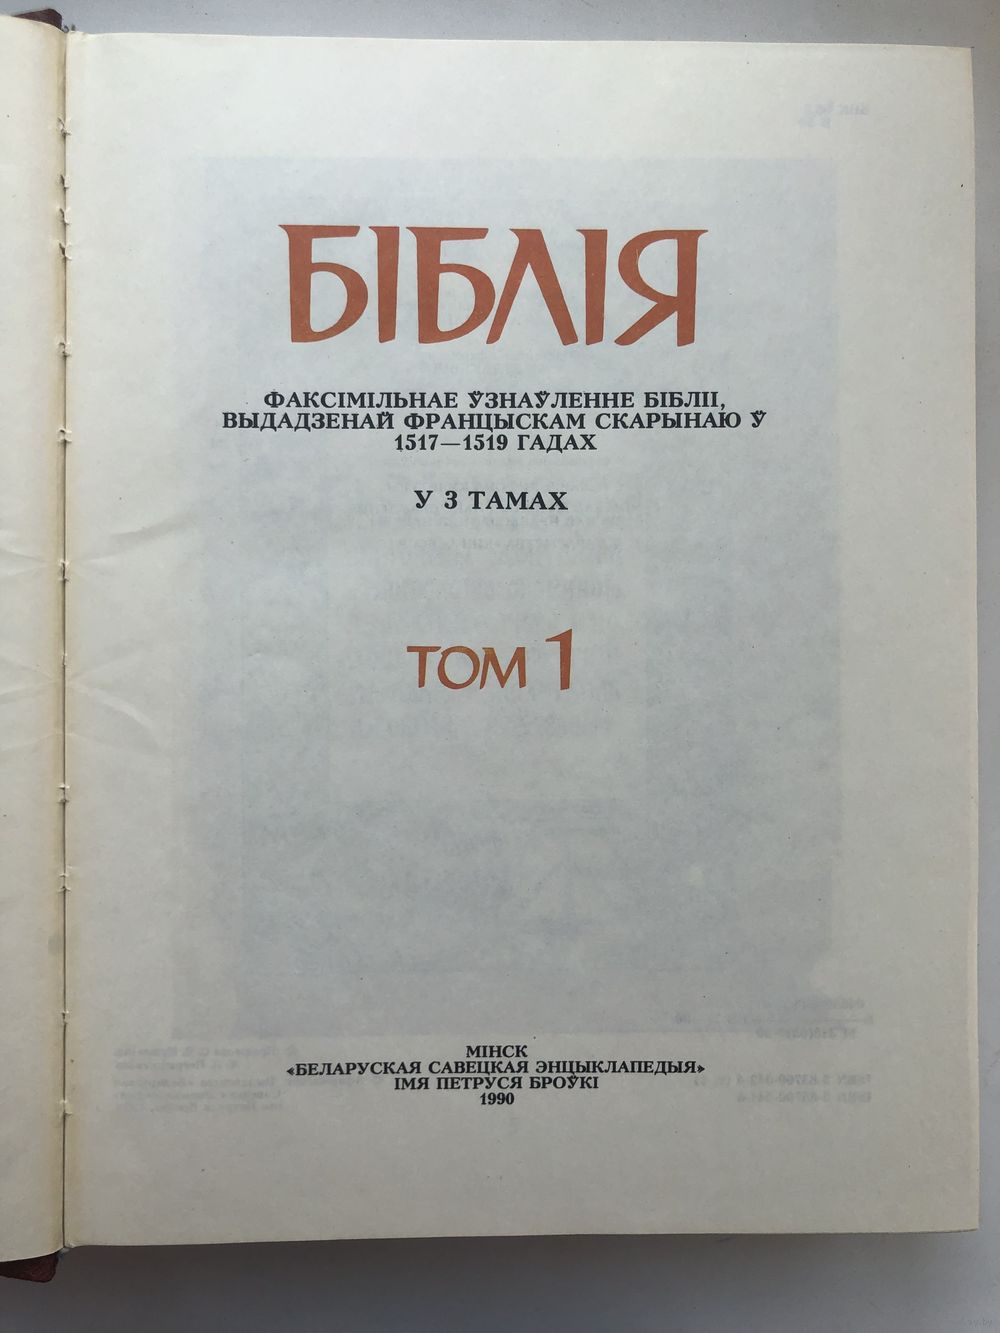 БІБЛІЯ
ФАКСІМІЛЬНАЕ ЎЗНАЎЛЕННЕ БІБЛІІ,
ВЫДАДЗЕНАЙ ФРАНЦЫСКАМ СКАРЫНАЮ Ў
1517—1519 ГАДАХ
У 3 ТАМАХ
ТОМ 1
МІНСК
«БЕЛАРУСКАЯ САВЕЦКАЯ ЭНЦЫКЛАПЕДЫЯ»
ІМЯ ПЕТРУСЯ БРОЎКІ
1990